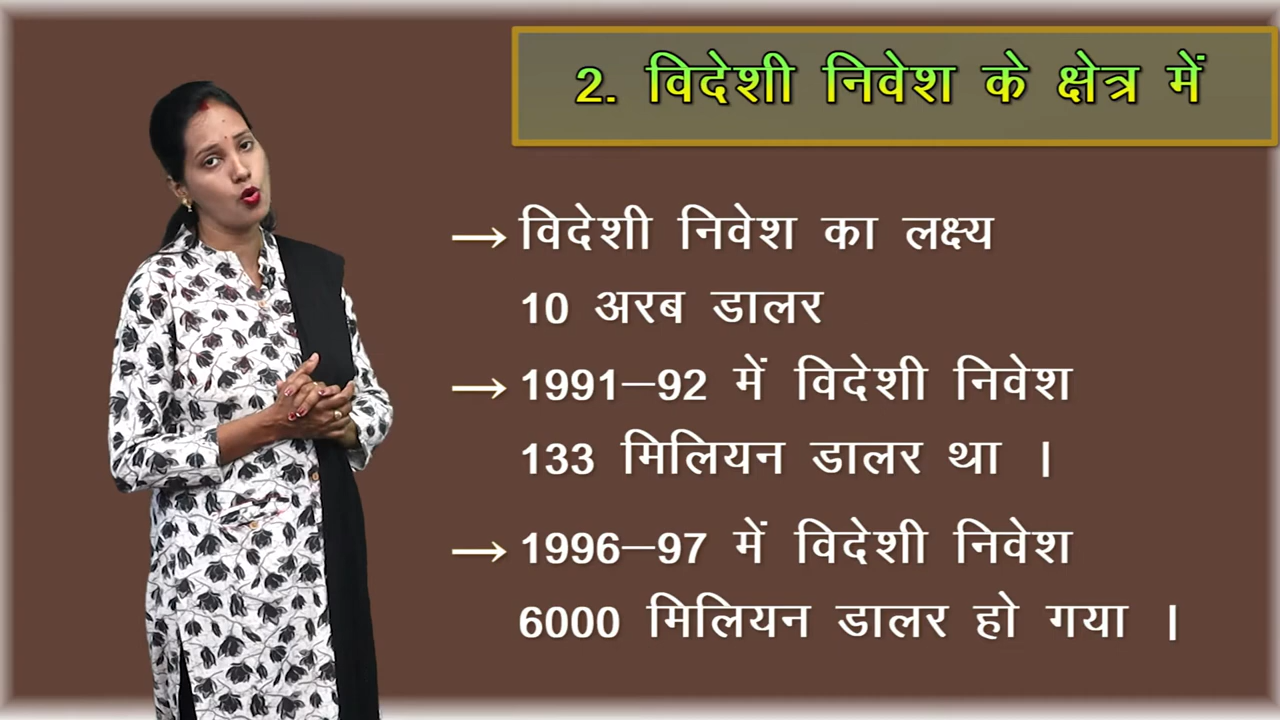 2. विदेशी निवेश के क्षेत्र में
→ विदेशी निवेश का लक्ष्य
10 अरब डालर
→ 1991–92 में विदेशी निवेश
133 मिलियन डालर था ।
→ 1996–97 में विदेशी निवेश
6000 मिलियन डालर हो गया ।